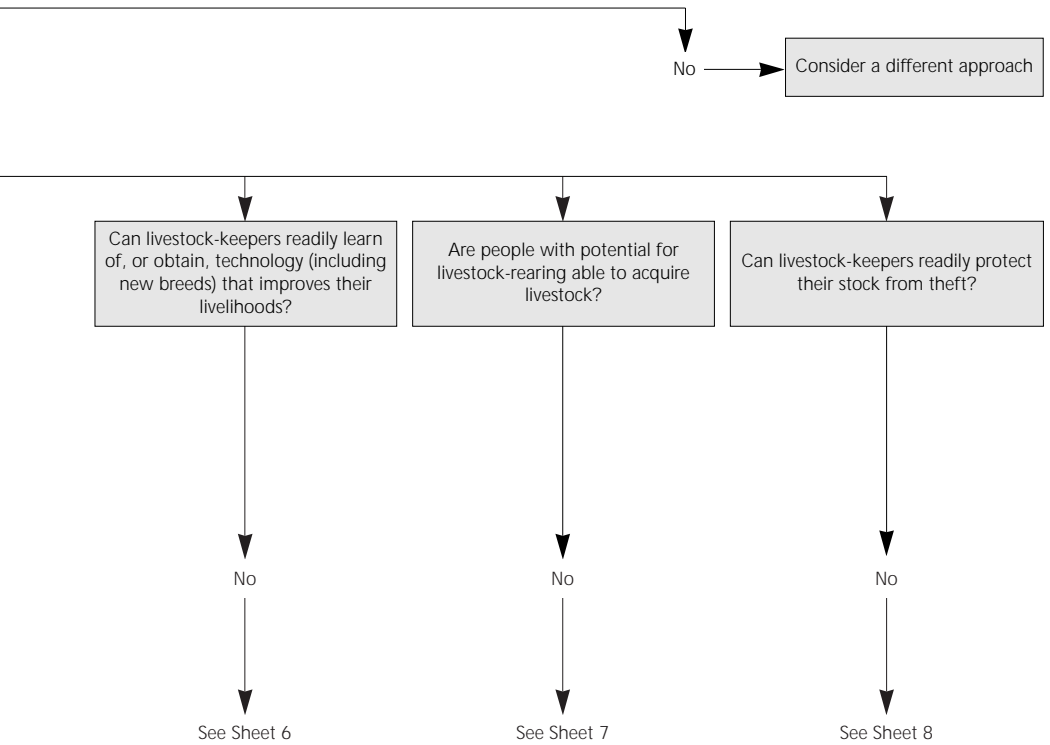 No
Consider a different approach
Can livestock-keepers readily learn
of, or obtain, technology (including
new breeds) that improves their
livelihoods?
Are people with potential for
livestock-rearing able to acquire
livestock?
Can livestock-keepers readily protect
their stock from theft?
No
No
No
See Sheet 6
See Sheet 7
See Sheet 8